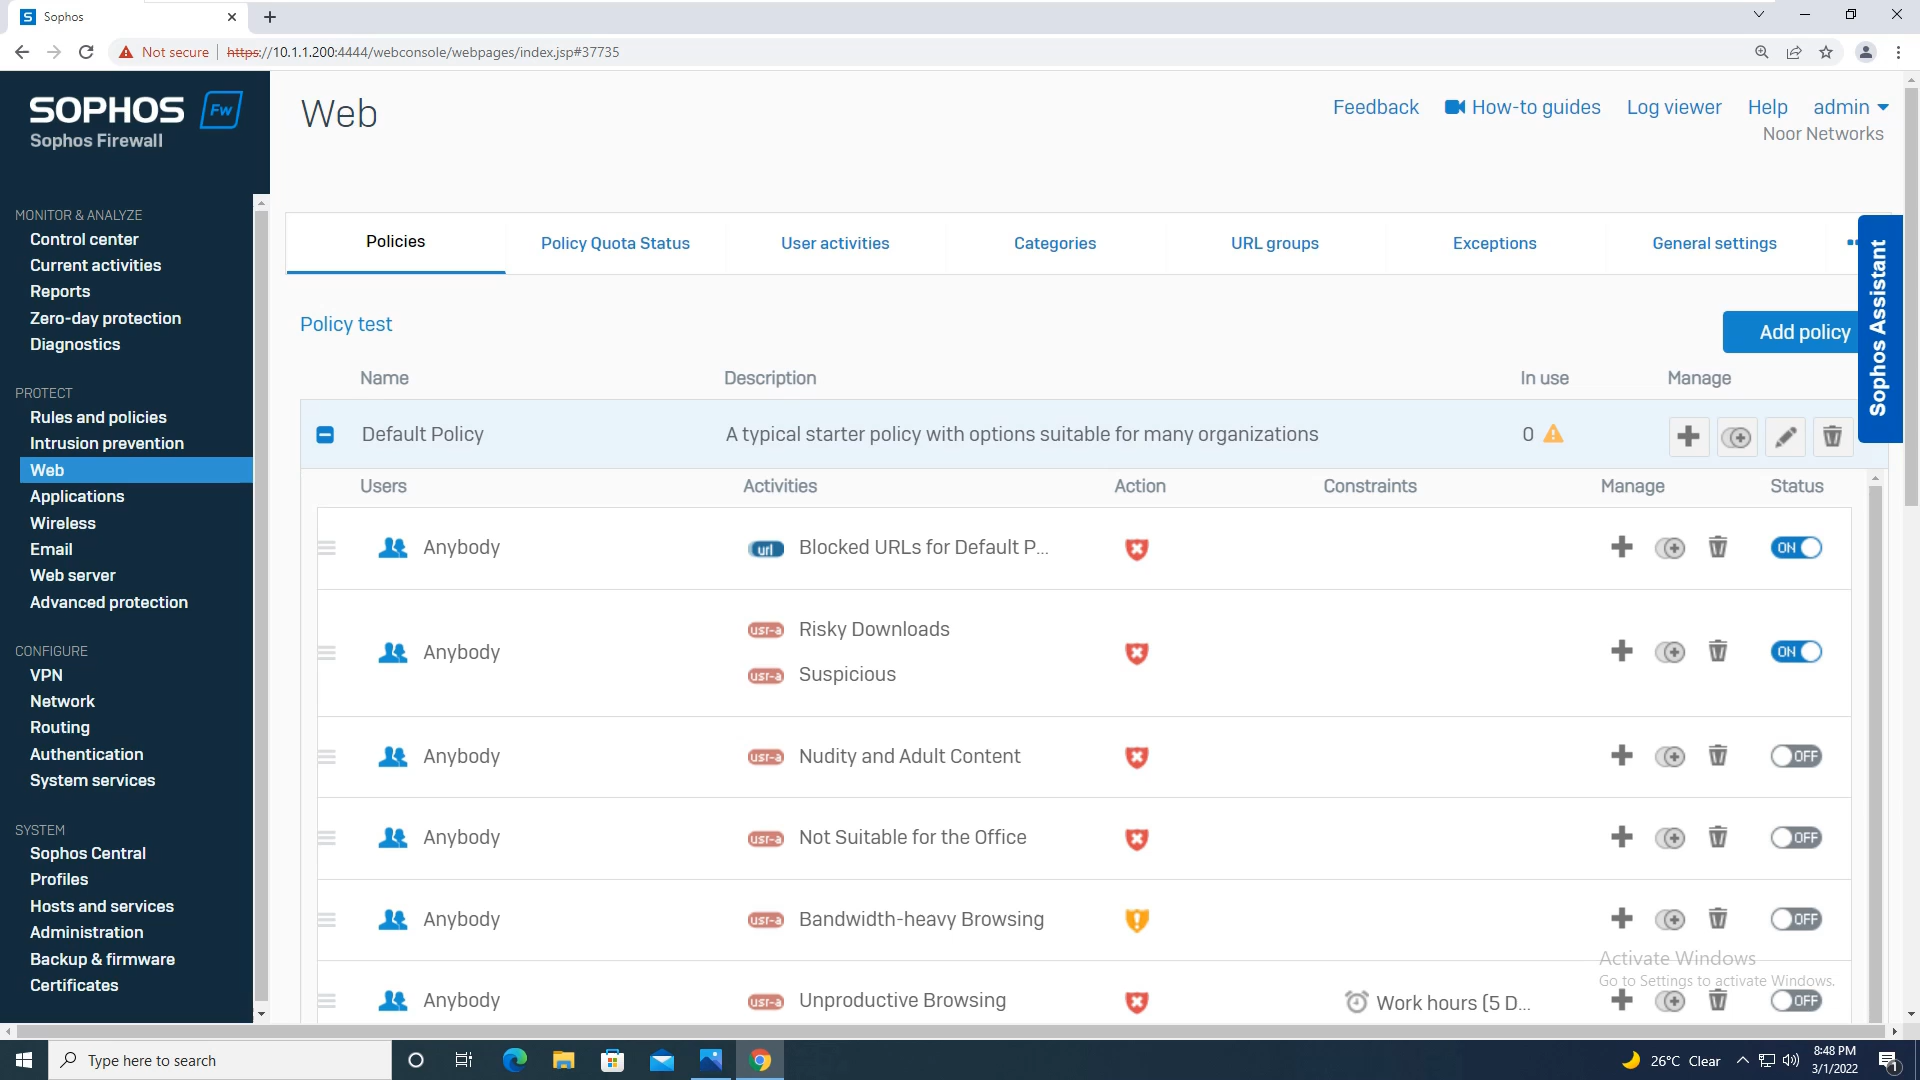 Sophos
Not secure
https://10.1.1.200:4444/webconsole/webpages/index.jsp#37735
SOPHOS Fw
Sophos Firewall
MONITOR & ANALYZE
Control center
Current activities
Reports
Zero-day protection
Diagnostics
PROTECT
Rules and policies
Intrusion prevention
Web
Applications
Wireless
Email
Web server
Advanced protection
CONFIGURE
VPN
Network
Routing
Authentication
System services
SYSTEM
Sophos Central
Profiles
Hosts and services
Administration
Backup & firmware
Certificates
Web
Feedback How-to guides Log viewer Help admin
Noor Networks
Policies Policy Quota Status User activities Categories URL groups Exceptions General settings
Sophos Assistant
Policy test
Add policy
Name Description In use Manage
Default Policy A typical starter policy with options suitable for many organizations 0
Users Activities Action Constraints Manage Status
Anybody url Blocked URLs for Default P... ON
Anybody usr-a Risky Downloads ON
usr-a Suspicious
Anybody usr-a Nudity and Adult Content OFF
Anybody usr-a Not Suitable for the Office OFF
Anybody usr-a Bandwidth-heavy Browsing OFF
Activate Windows
Go to Settings to activate Windows.
Anybody usr-a Unproductive Browsing Work hours (5 D... OFF
Type here to search
26°C Clear
8:48 PM
3/1/2022
1